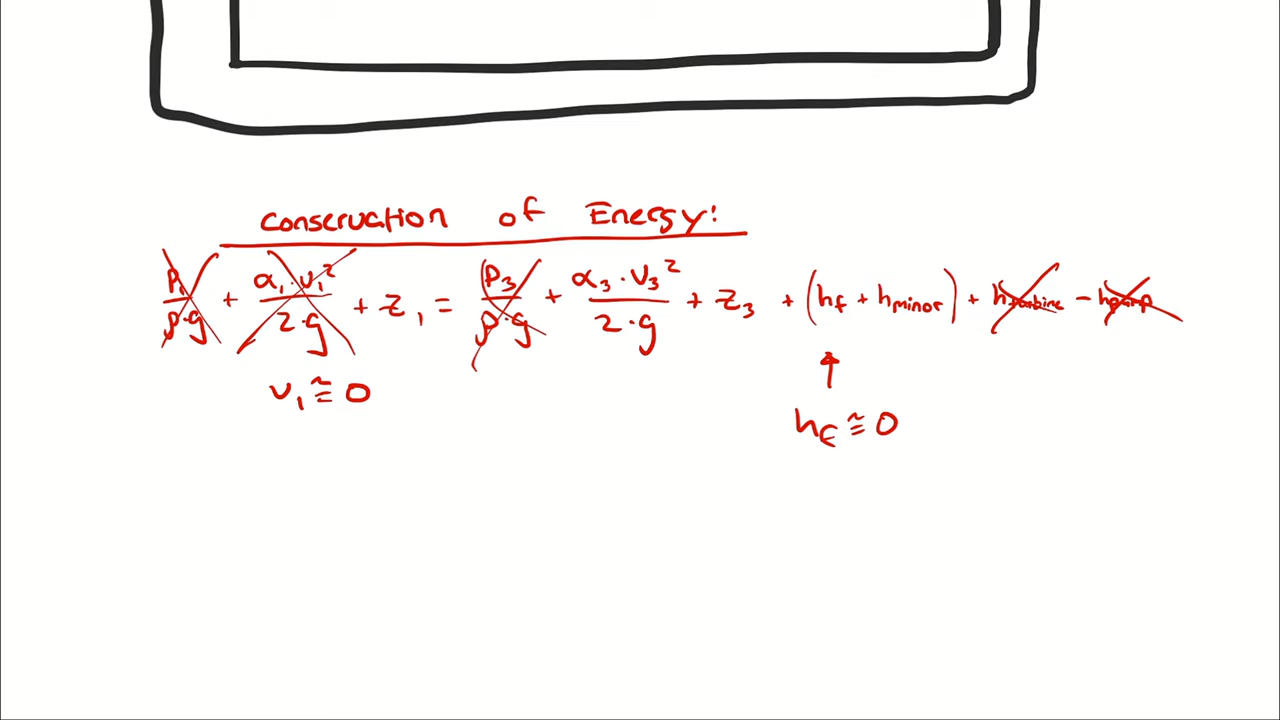 Conservation of Energy:
P₁/ρ·g + α₁·v₁²/2·g + z₁ = P₃/ρ·g + α₃·v₃²/2·g + z₃ + (hf + hminor) + hturbine - hpump
v₁ ≅ 0
hf ≅ 0